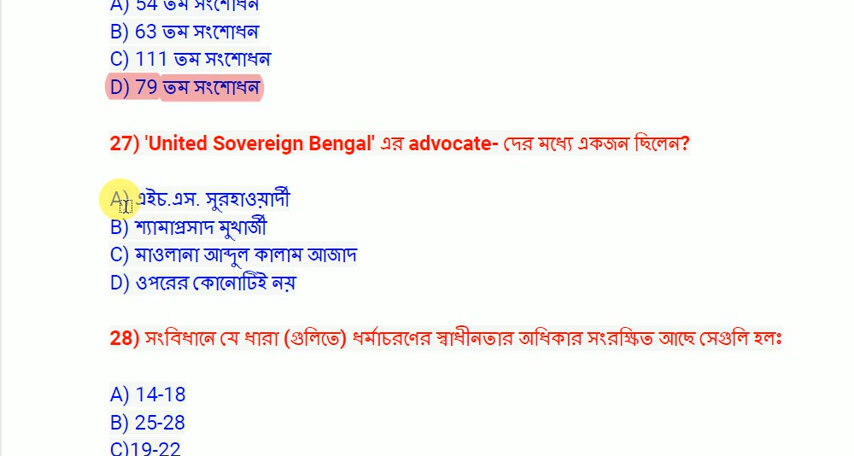 A) 54 তম সংশোধন
B) 63 তম সংশোধন
C) 111 তম সংশোধন
D) 79 তম সংশোধন
27) 'United Sovereign Bengal' এর advocate- দের মধ্যে একজন ছিলেন?
A) এইচ.এস. সুরহাওয়ার্দী
B) শ্যামাপ্রসাদ মুখার্জী
C) মাওলানা আব্দুল কালাম আজাদ
D) ওপরের কোনোটিই নয়
28) সংবিধানে যে ধারা (গুলিতে) ধর্মাচরণের স্বাধীনতার অধিকার সংরক্ষিত আছে সেগুলি হলঃ
A) 14-18
B) 25-28
C)19-22